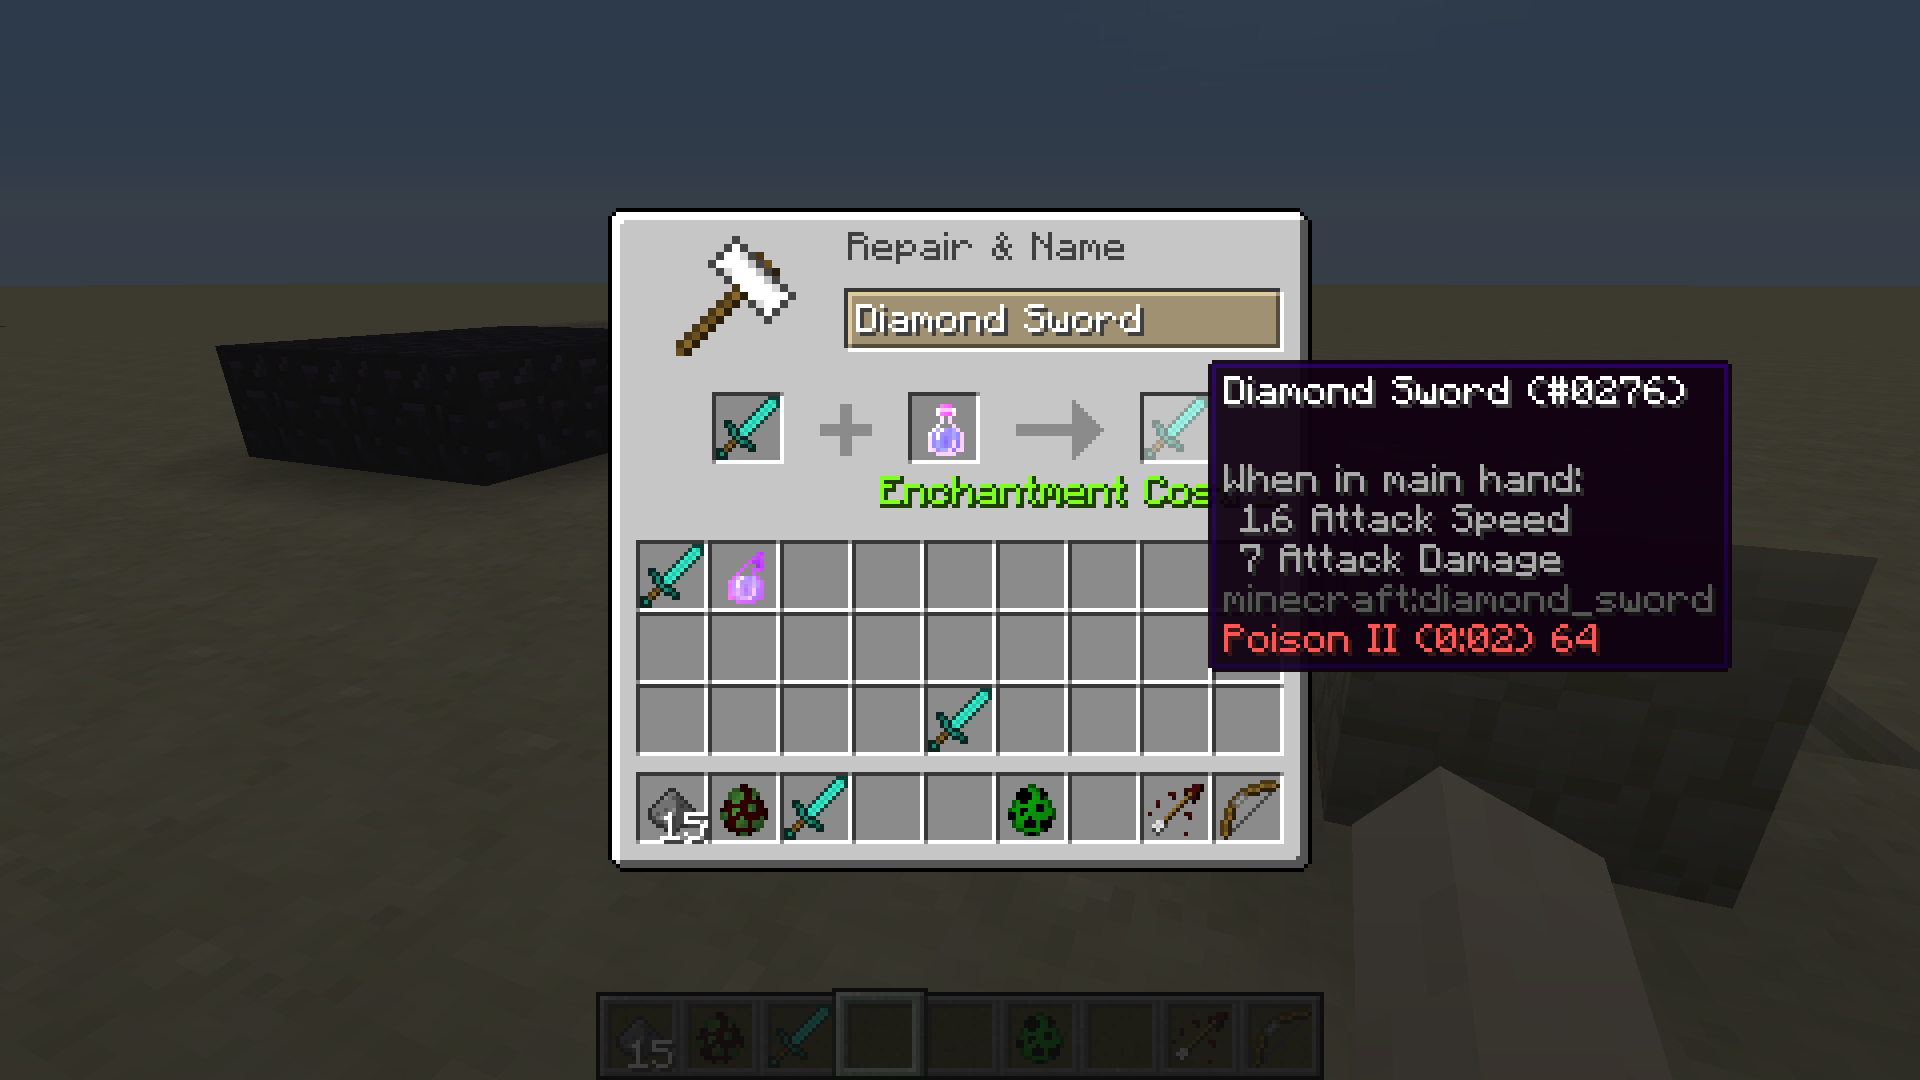 Repair & Name
Diamond Sword
Diamond Sword (#0276)
When in main hand:
1.6 Attack Speed
7 Attack Damage
minecraft:diamond_sword
Poison II (0:02) 64
Enchantment Cos
15
15